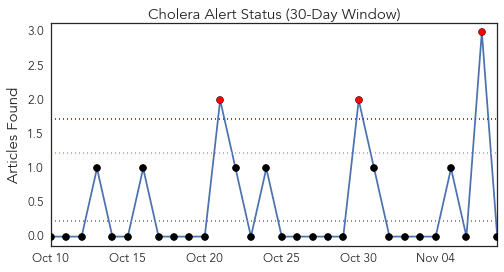 Cholera Alert Status (30-Day Window)
Articles Found
3.0
2.5
2.0
1.5
1.0
0.5
0.0
Oct 10 Oct 15 Oct 20 Oct 25 Oct 30 Nov 04